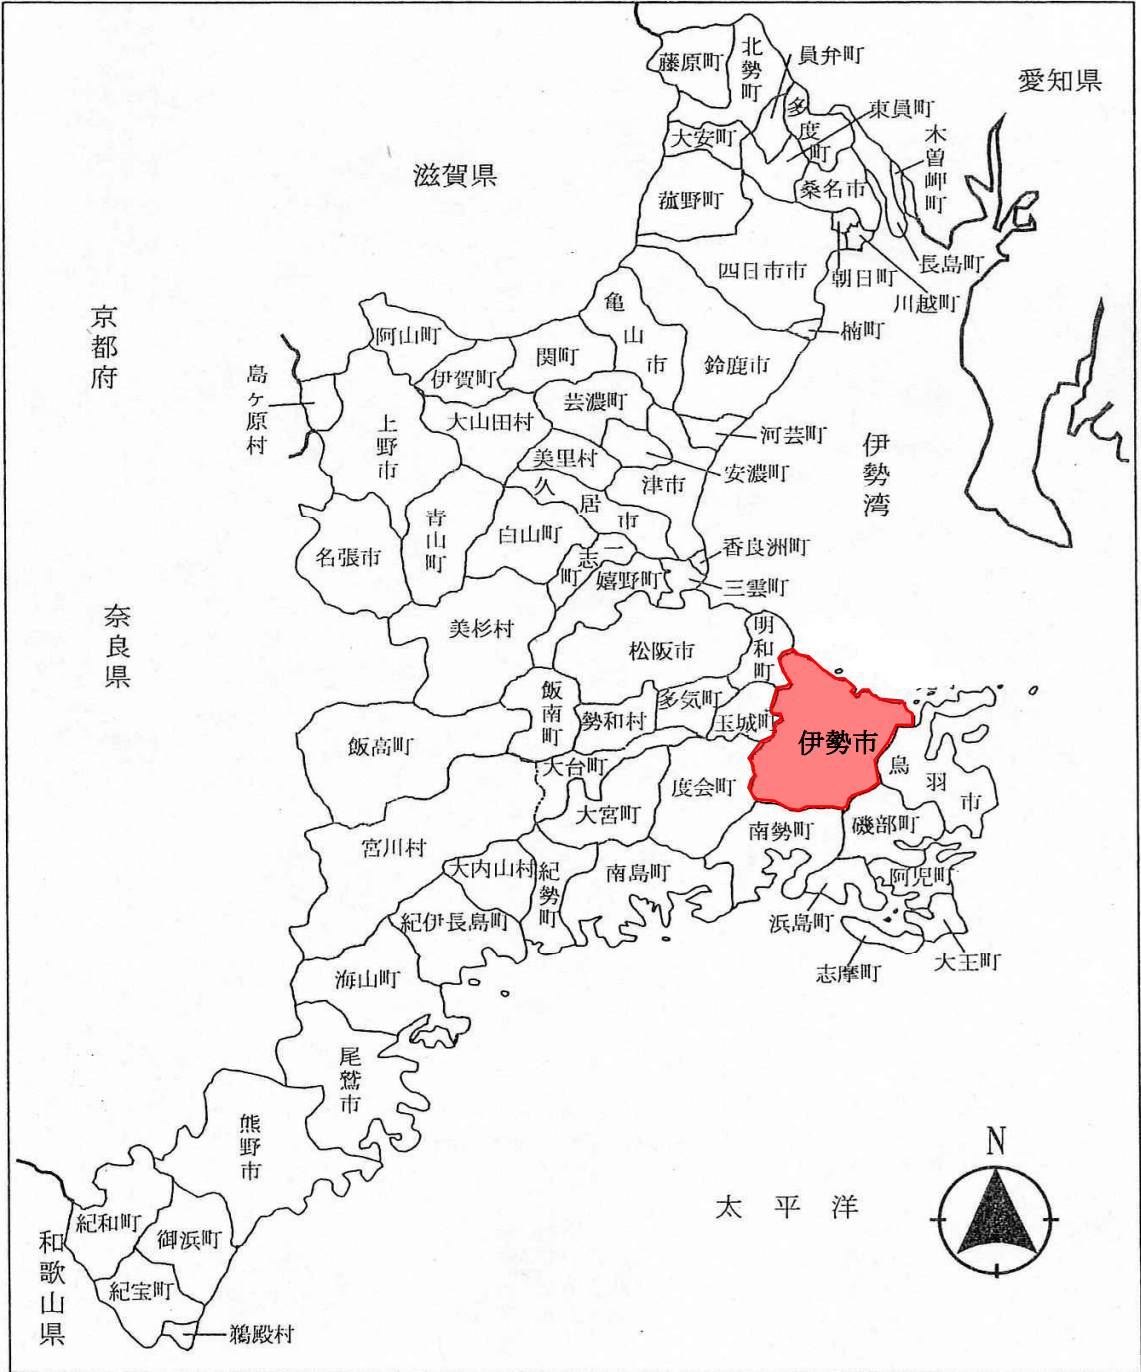 藤原町
北勢町
員弁町
愛知県
多度町
東員町
木曽岬町
大安町
滋賀県
桑名市
菰野町
四日市市
朝日町
長島町
川越町
楠町
亀山市
京都府
阿山町
関町
鈴鹿市
伊賀町
島ヶ原村
芸濃町
大山田村
上野市
河芸町
伊勢湾
美里村
安濃町
津市
久居市
青山町
白山町
名張市
香良洲町
一志町
嬉野町
三雲町
奈良県
美杉村
明和町
松阪市
飯南町
多気町
勢和村
玉城町
伊勢市
飯高町
大台町
鳥羽市
度会町
大宮町
南勢町
磯部町
宮川村
大内山村
紀勢町
南島町
阿児町
紀伊長島町
浜島町
大王町
志摩町
海山町
尾鷲市
熊野市
N
太平洋
紀和町
御浜町
和歌山県
紀宝町
鵜殿村